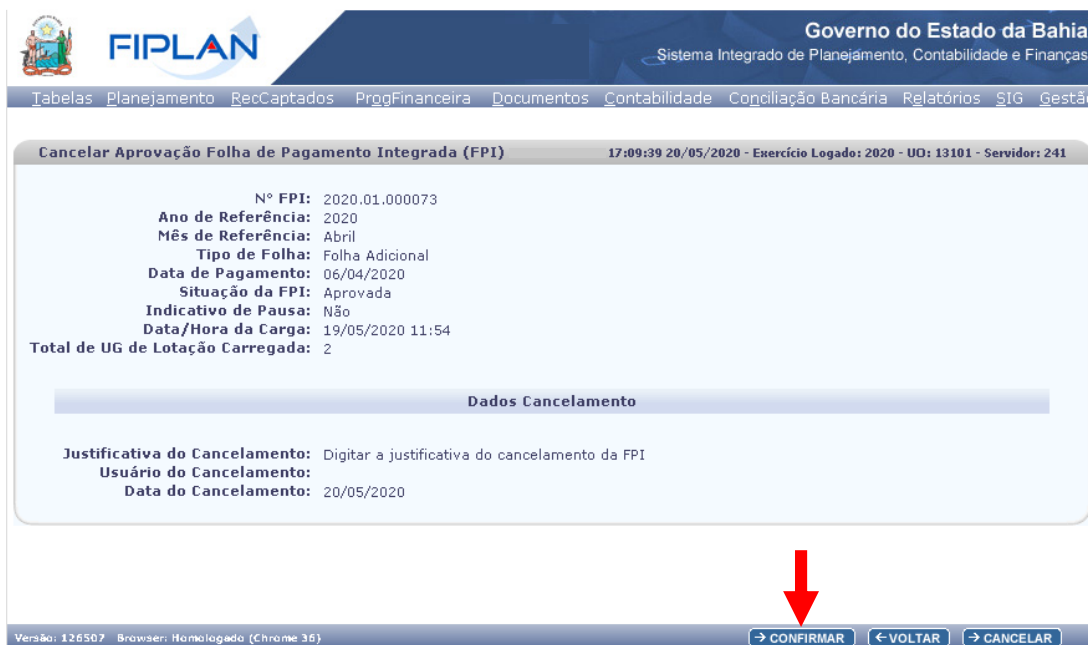 FIPLAN
Governo do Estado da Bahia
Sistema Integrado de Planejamento, Contabilidade e Finanças
Tabelas Planejamento RecCaptados ProgFinanceira Documentos Contabilidade Conciliação Bancária Relatórios SIG Gestã
Cancelar Aprovação Folha de Pagamento Integrada (FPI) 17:09:39 20/05/2020 - Exercício Logado: 2020 - UO: 13101 - Servidor: 241
N° FPI: 2020.01.000073
Ano de Referência: 2020
Mês de Referência: Abril
Tipo de Folha: Folha Adicional
Data de Pagamento: 06/04/2020
Situação da FPI: Aprovada
Indicativo de Pausa: Não
Data/Hora da Carga: 19/05/2020 11:54
Total de UG de Lotação Carregada: 2
Dados Cancelamento
Justificativa do Cancelamento: Digitar a justificativa do cancelamento da FPI
Usuário do Cancelamento:
Data do Cancelamento: 20/05/2020
Versão: 126507 Browser: Homologado (Chrome 36) → CONFIRMAR ← VOLTAR → CANCELAR